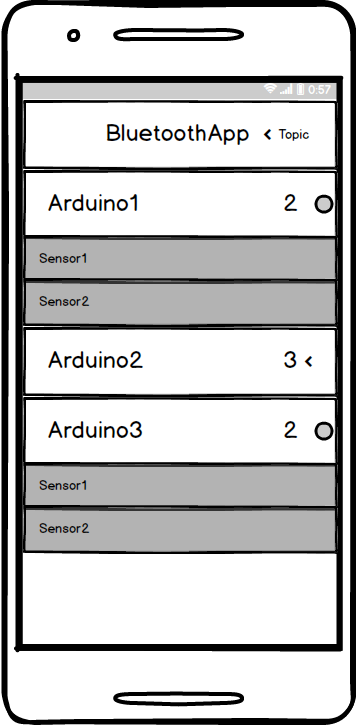 0:57
BluetoothApp < Topic
Arduino1 2
Sensor1
Sensor2
Arduino2 3 <
Arduino3 2
Sensor1
Sensor2